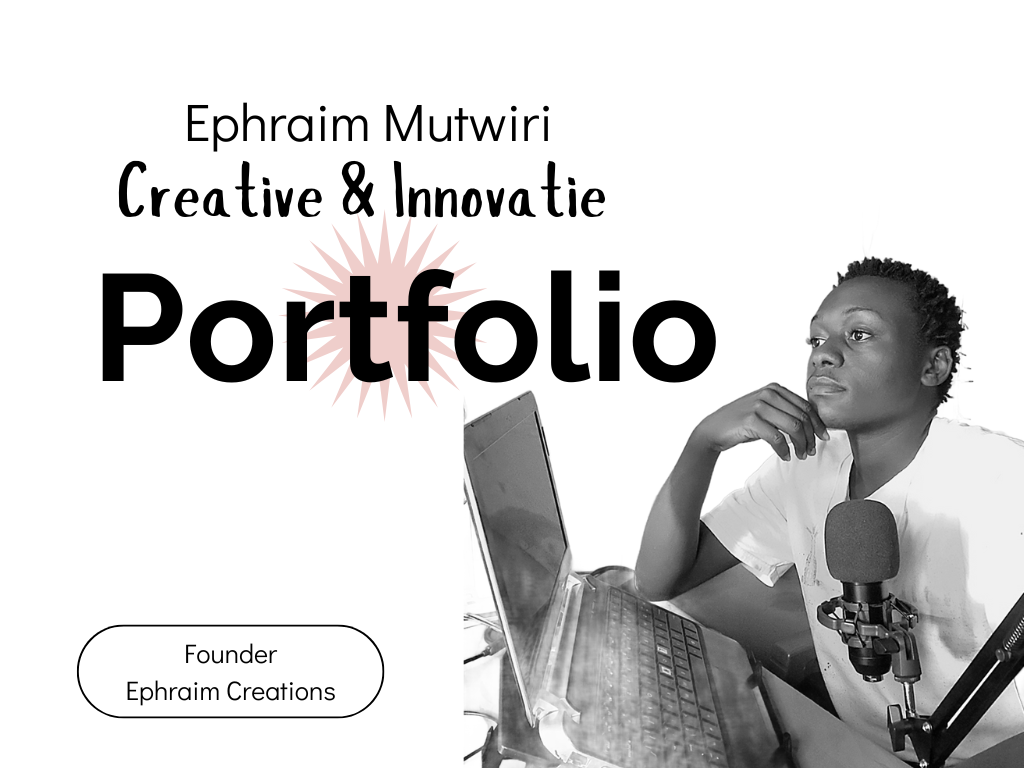 Ephraim Mutwiri
Creative & Innovatie
Portfolio
Founder
Ephraim Creations